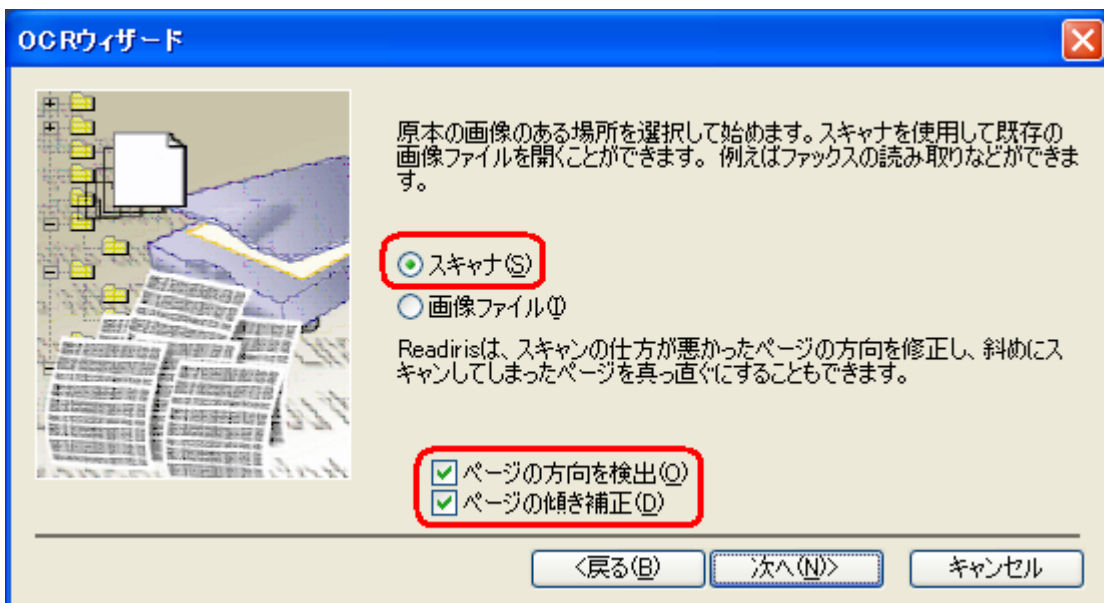 OCRウィザード
原本の画像のある場所を選択して始めます。スキャナを使用して既存の
画像ファイルを開くことができます。 例えばファックスの読み取りなどができま
す。
スキャナ(S)
画像ファイル(I)
Readirisは、スキャンの仕方が悪かったページの方向を修正し、斜めにス
キャンしてしまったページを真っ直ぐにすることもできます。
ページの方向を検出(O)
ページの傾き補正(D)
<戻る(B) 次へ(N)> キャンセル